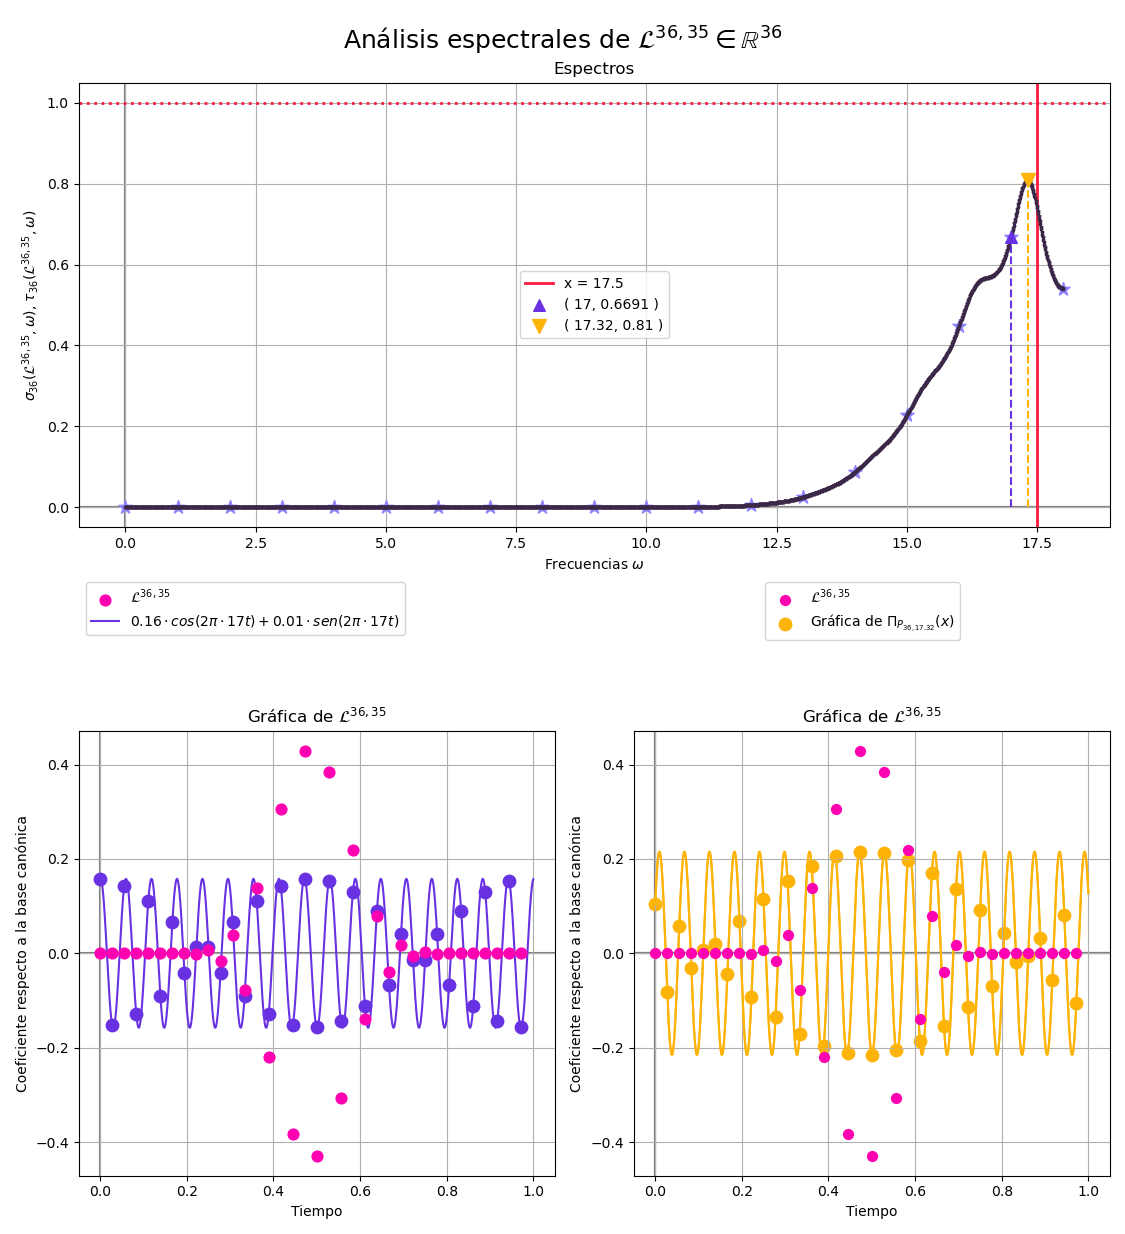 Análisis espectrales de ℒ^{36,35} ∈ ℝ^{36}
Espectros
σ_{36}(ℒ^{36,35}, ω), τ_{36}(ℒ^{36,35}, ω)
1.0
0.8
0.6
0.4
0.2
0.0
x = 17.5
( 17, 0.6691 )
( 17.32, 0.81 )
0.0 2.5 5.0 7.5 10.0 12.5 15.0 17.5
Frecuencias ω
ℒ^{36,35}
0.16 · cos(2π · 17t) + 0.01 · sen(2π · 17t)
ℒ^{36,35}
Gráfica de Π_{P_{36,17.32}}(x)
Gráfica de ℒ^{36,35}
Coeficiente respecto a la base canónica
0.4
0.2
0.0
−0.2
−0.4
0.0 0.2 0.4 0.6 0.8 1.0
Tiempo
Gráfica de ℒ^{36,35}
Coeficiente respecto a la base canónica
0.4
0.2
0.0
−0.2
−0.4
0.0 0.2 0.4 0.6 0.8 1.0
Tiempo